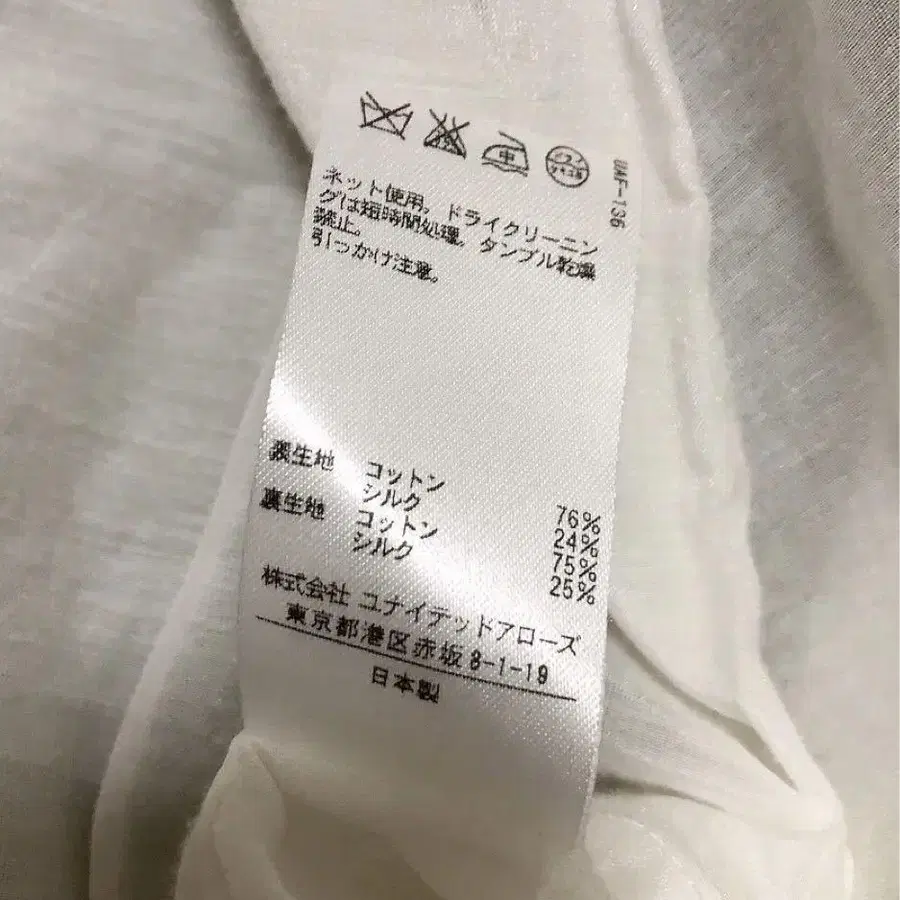 中
UAF-136
ネット使用。ドライクリーニン
グは短時間処理。タンブル乾燥
禁止。
引っかけ注意。
表生地 コットン 76%
シルク 24%
裏生地 コットン 75%
シルク 25%
株式会社 ユナイテッドアローズ
東京都港区赤坂8-1-19
日本製